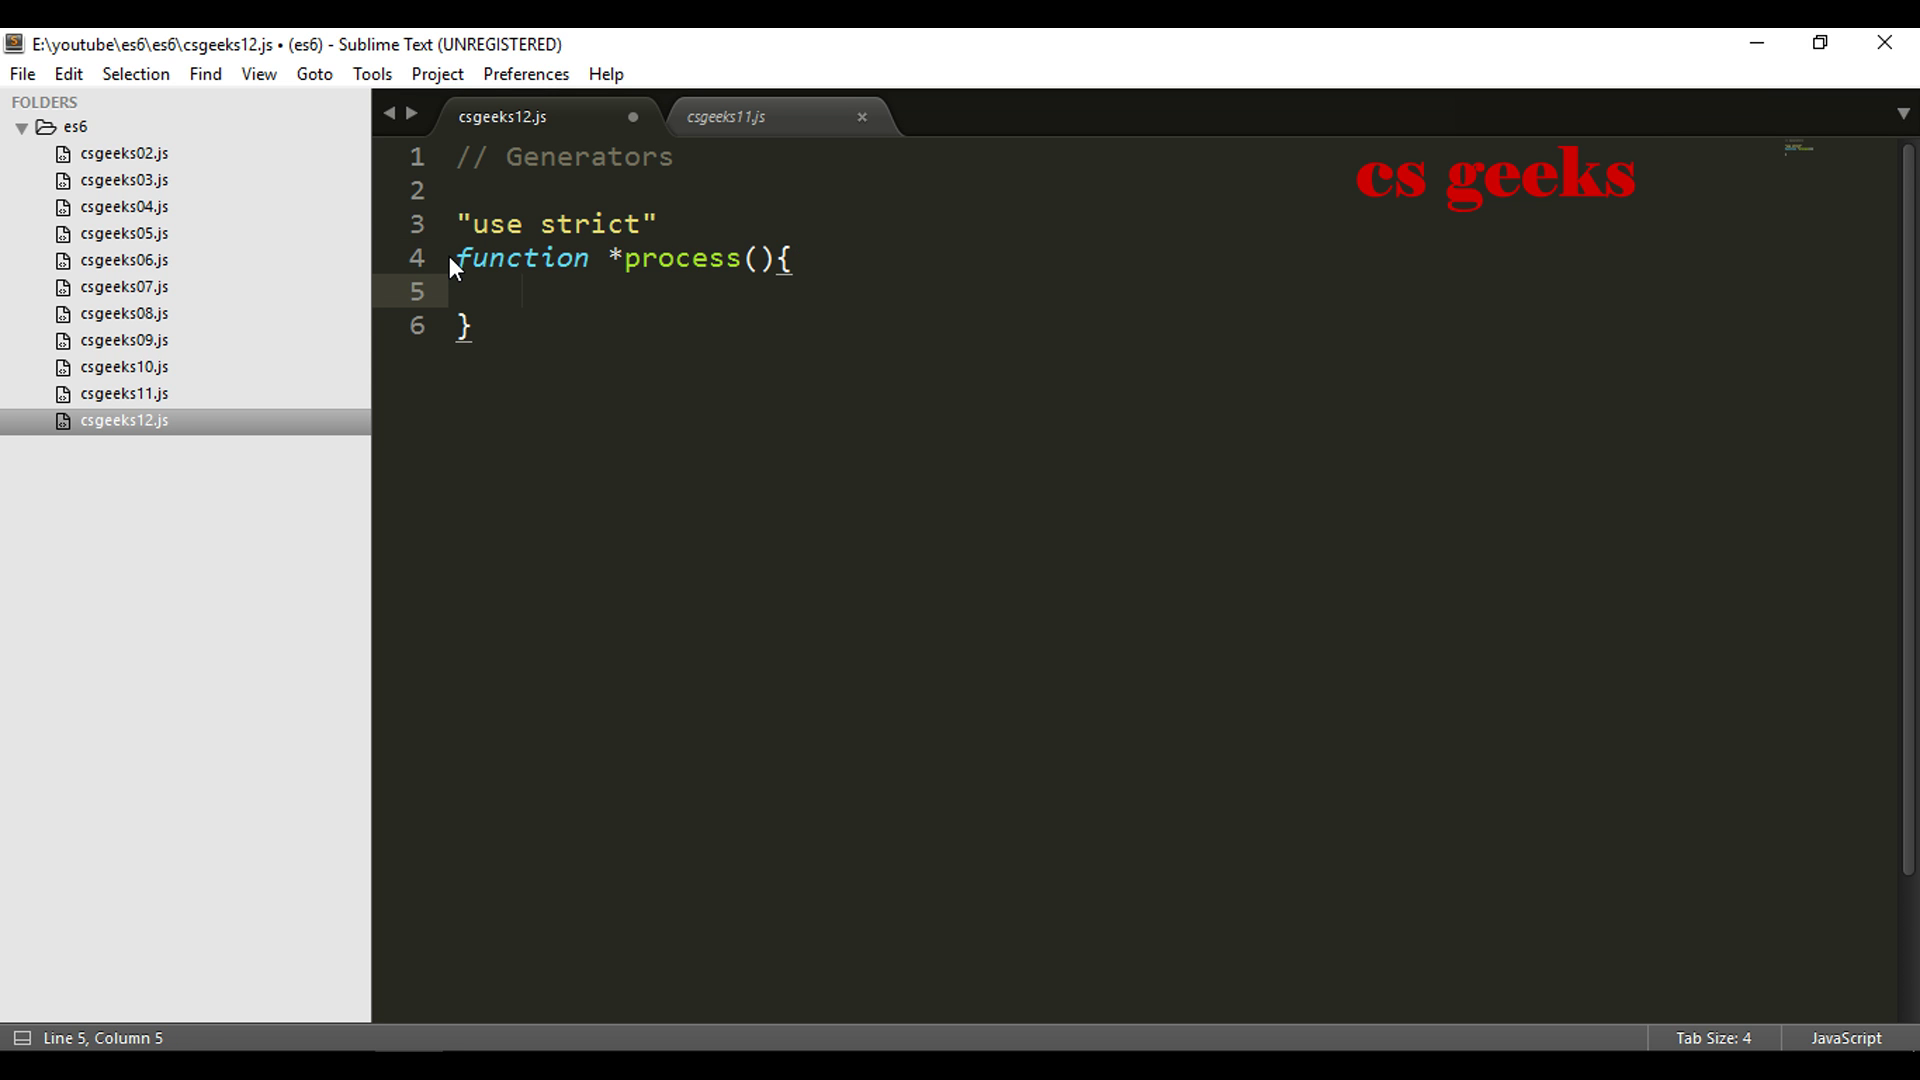 E:\youtube\es6\es6\csgeeks12.js • (es6) - Sublime Text (UNREGISTERED)
File Edit Selection Find View Goto Tools Project Preferences Help
FOLDERS
es6
csgeeks02.js
csgeeks03.js
csgeeks04.js
csgeeks05.js
csgeeks06.js
csgeeks07.js
csgeeks08.js
csgeeks09.js
csgeeks10.js
csgeeks11.js
csgeeks12.js
csgeeks12.js csgeeks11.js
1 // Generators
2
3 "use strict"
4 function *process(){
5
6 }
cs geeks
Line 5, Column 5 Tab Size: 4 JavaScript